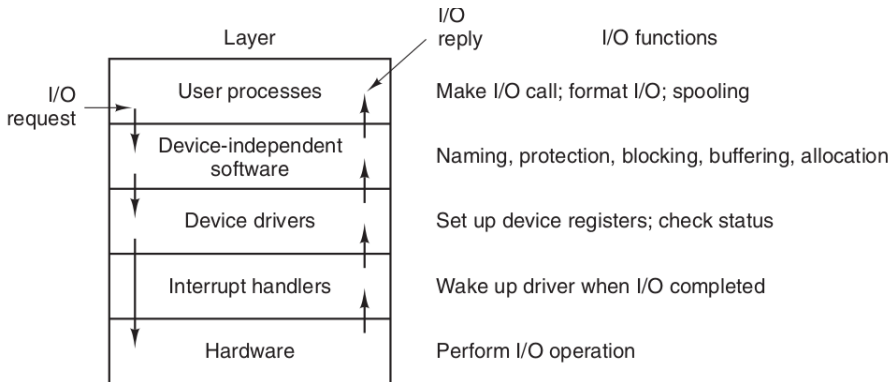 I/O
reply
Layer
I/O functions
I/O
request
User processes
Make I/O call; format I/O; spooling
Device-independent
software
Naming, protection, blocking, buffering, allocation
Device drivers
Set up device registers; check status
Interrupt handlers
Wake up driver when I/O completed
Hardware
Perform I/O operation